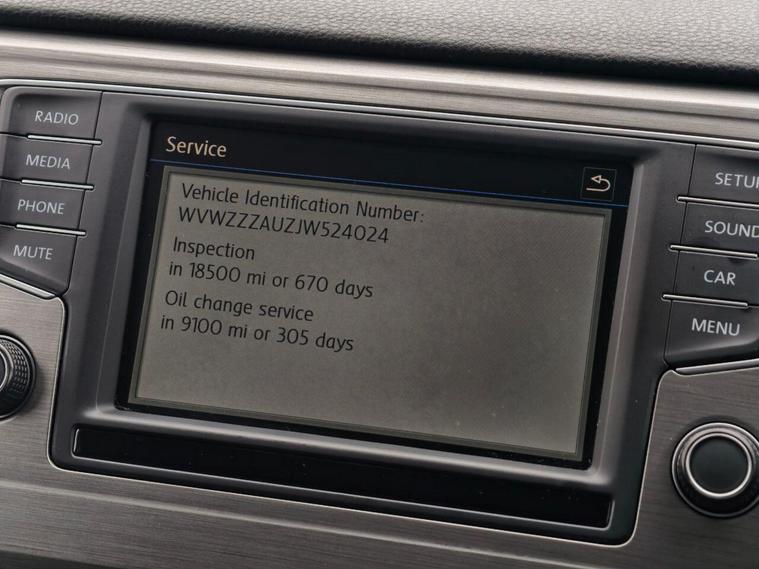 RADIO
MEDIA
PHONE
MUTE
Service
Vehicle Identification Number:
WVWZZZAUZJW524024
Inspection
in 18500 mi or 670 days
Oil change service
in 9100 mi or 305 days
SETUP
SOUND
CAR
MENU